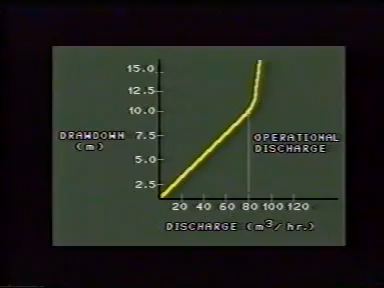 15.0
12.5
10.0
DRAWDOWN 7.5
(m)
OPERATIONAL
DISCHARGE
5.0
2.5
20 40 60 80 100 120
DISCHARGE (m3/hr.)